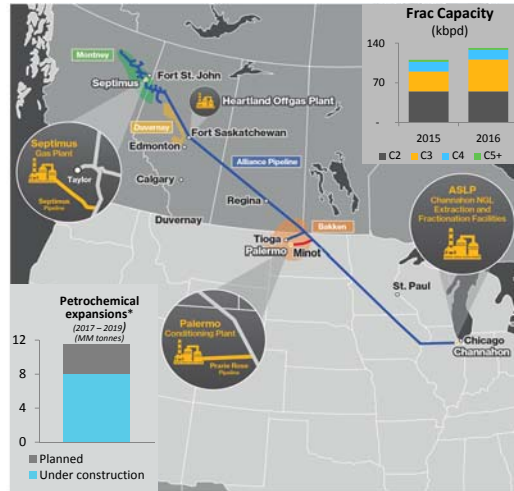 Frac Capacity
(kbpd)
140
70
-
2015
2016
C2
C3
C4
C5+
Montney
Fort St. John
Septimus
Heartland Offgas Plant
Duvernay
Fort Saskatchewan
Edmonton
Septimus
Gas Plant
Taylor
Septimus
Pipeline
Alliance Pipeline
Calgary
Regina
Duvernay
ASLP
Channahon NGL
Extraction and
Fractionation Facilities
Bakken
Tioga
Palermo
Minot
St. Paul
Chicago
Channahon
Palermo
Conditioning Plant
Prarie Rose
Pipeline
Petrochemical
expansions*
(2017 – 2019)
(MM tonnes)
12
8
4
0
Planned
Under construction